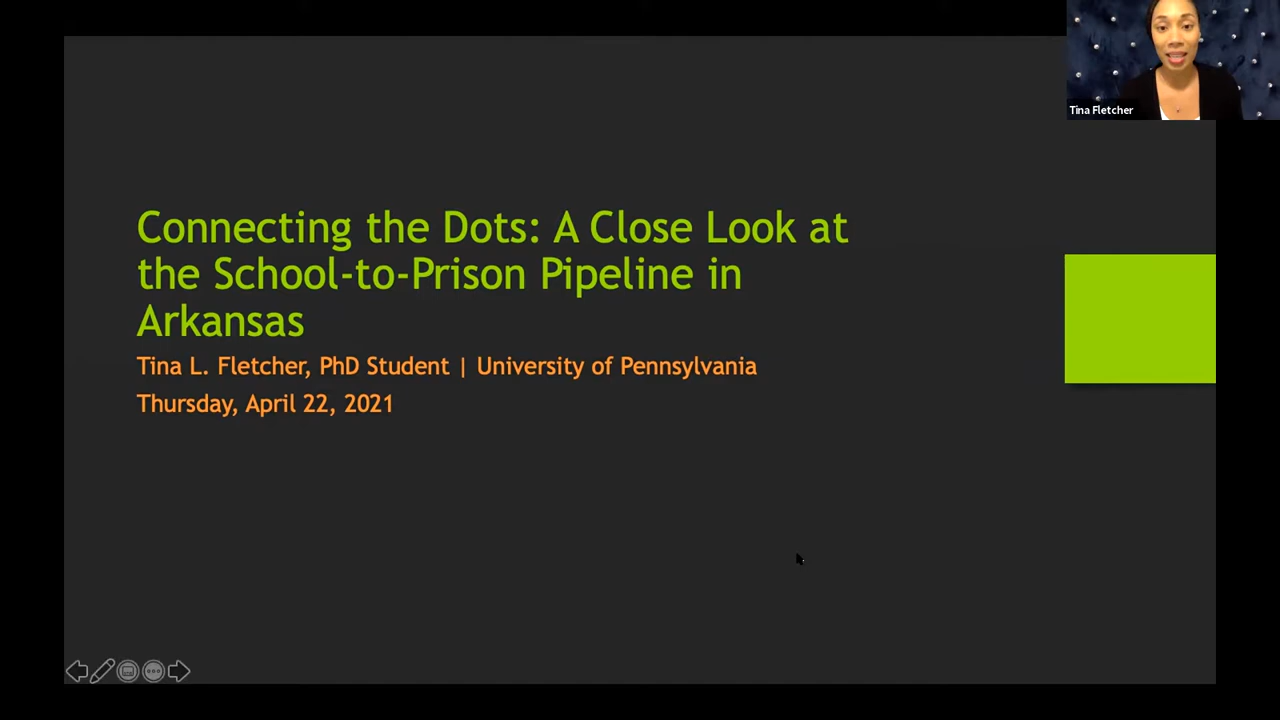 Tina Fletcher
Connecting the Dots: A Close Look at
the School-to-Prison Pipeline in
Arkansas
Tina L. Fletcher, PhD Student | University of Pennsylvania
Thursday, April 22, 2021